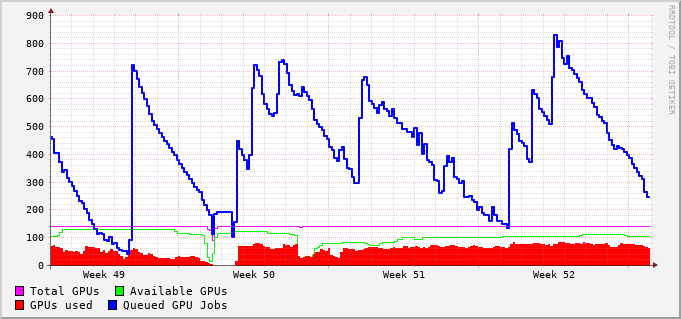 900
800
700
600
500
400
300
200
100
0
Week 49 Week 50 Week 51 Week 52
Total GPUs Available GPUs
GPUs used Queued GPU Jobs
RRDTOOL / TOBI OETIKER